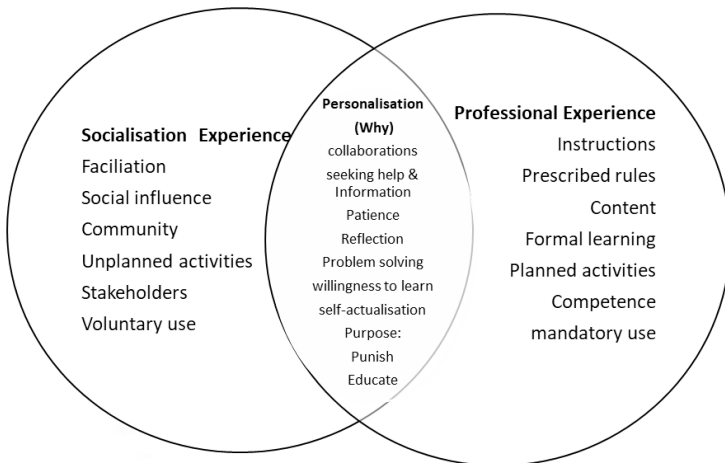 Socialisation Experience
Faciliation
Social influence
Community
Unplanned activities
Stakeholders
Voluntary use
Personalisation
(Why)
collaborations
seeking help &
Information
Patience
Reflection
Problem solving
willingness to learn
self-actualisation
Purpose:
Punish
Educate
Professional Experience
Instructions
Prescribed rules
Content
Formal learning
Planned activities
Competence
mandatory use